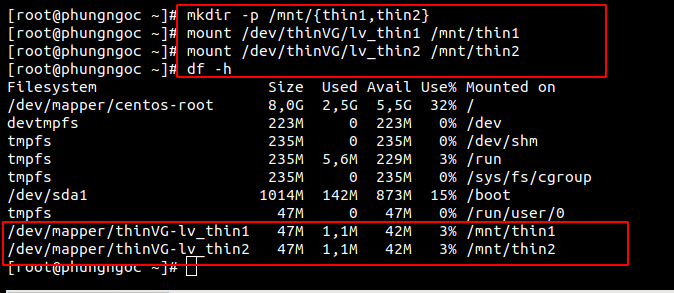 [root@phungngoc ~]# mkdir -p /mnt/{thin1,thin2}
[root@phungngoc ~]# mount /dev/thinVG/lv_thin1 /mnt/thin1
[root@phungngoc ~]# mount /dev/thinVG/lv_thin2 /mnt/thin2
[root@phungngoc ~]# df -h
Filesystem                   Size  Used Avail Use% Mounted on
/dev/mapper/centos-root      8,0G  2,5G  5,5G  32% /
devtmpfs                     223M     0  223M   0% /dev
tmpfs                        235M     0  235M   0% /dev/shm
tmpfs                        235M  5,6M  229M   3% /run
tmpfs                        235M     0  235M   0% /sys/fs/cgroup
/dev/sda1                   1014M  142M  873M  15% /boot
tmpfs                         47M     0   47M   0% /run/user/0
/dev/mapper/thinVG-lv_thin1   47M  1,1M   42M   3% /mnt/thin1
/dev/mapper/thinVG-lv_thin2   47M  1,1M   42M   3% /mnt/thin2
[root@phungngoc ~]#